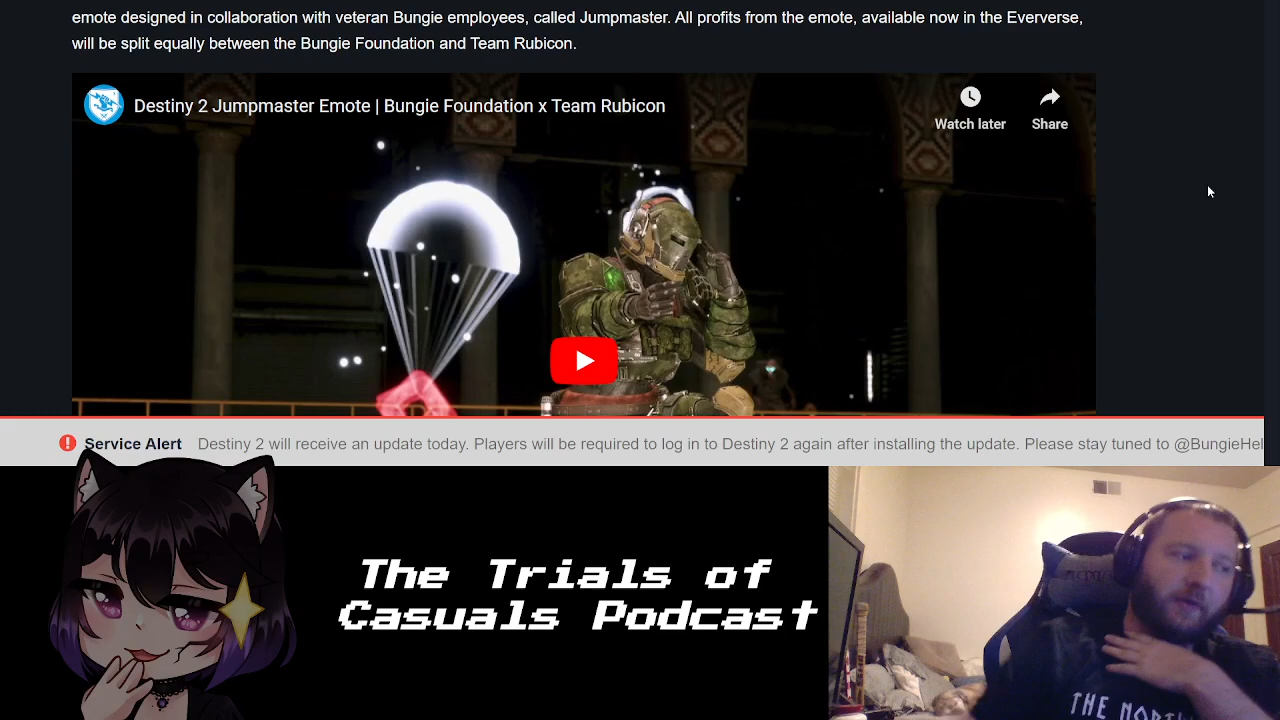 emote designed in collaboration with veteran Bungie employees, called Jumpmaster. All profits from the emote, available now in the Eververse,
will be split equally between the Bungie Foundation and Team Rubicon.
Destiny 2 Jumpmaster Emote | Bungie Foundation x Team Rubicon
Watch later
Share
Service Alert Destiny 2 will receive an update today. Players will be required to log in to Destiny 2 again after installing the update. Please stay tuned to @BungieHel
The Trials of
Casuals Podcast
THE NORT